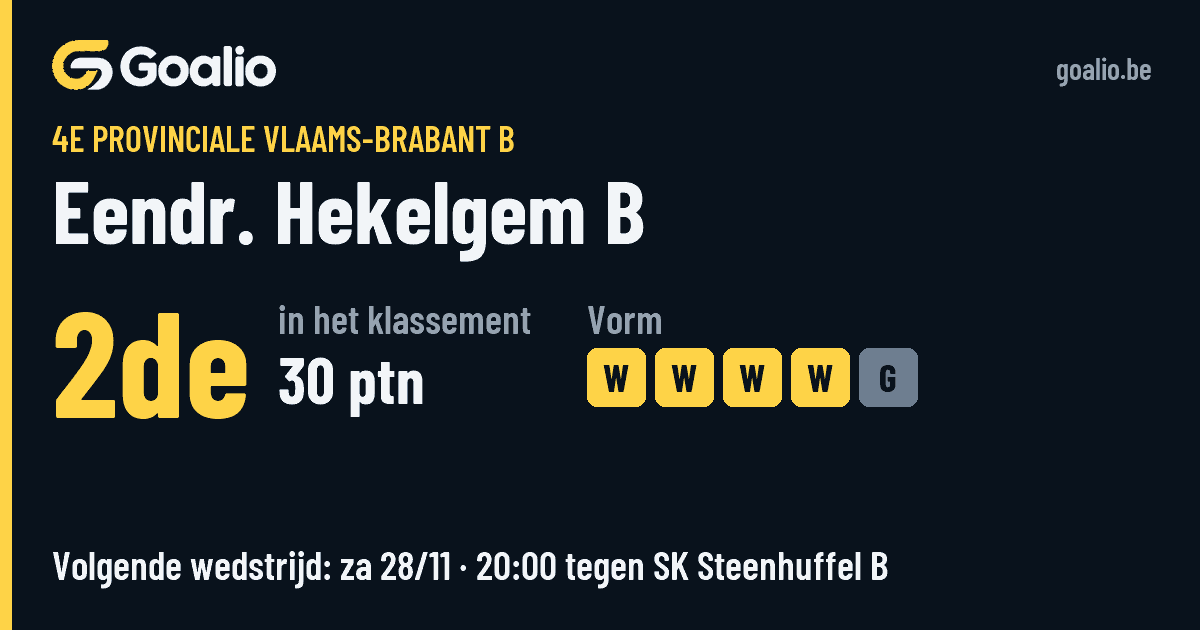 Goalio
goalio.be
4E PROVINCIALE VLAAMS-BRABANT B
Eendr. Hekelgem B
2de
in het klassement
30 ptn
Vorm
W W W W G
Volgende wedstrijd: za 28/11 · 20:00 tegen SK Steenhuffel B